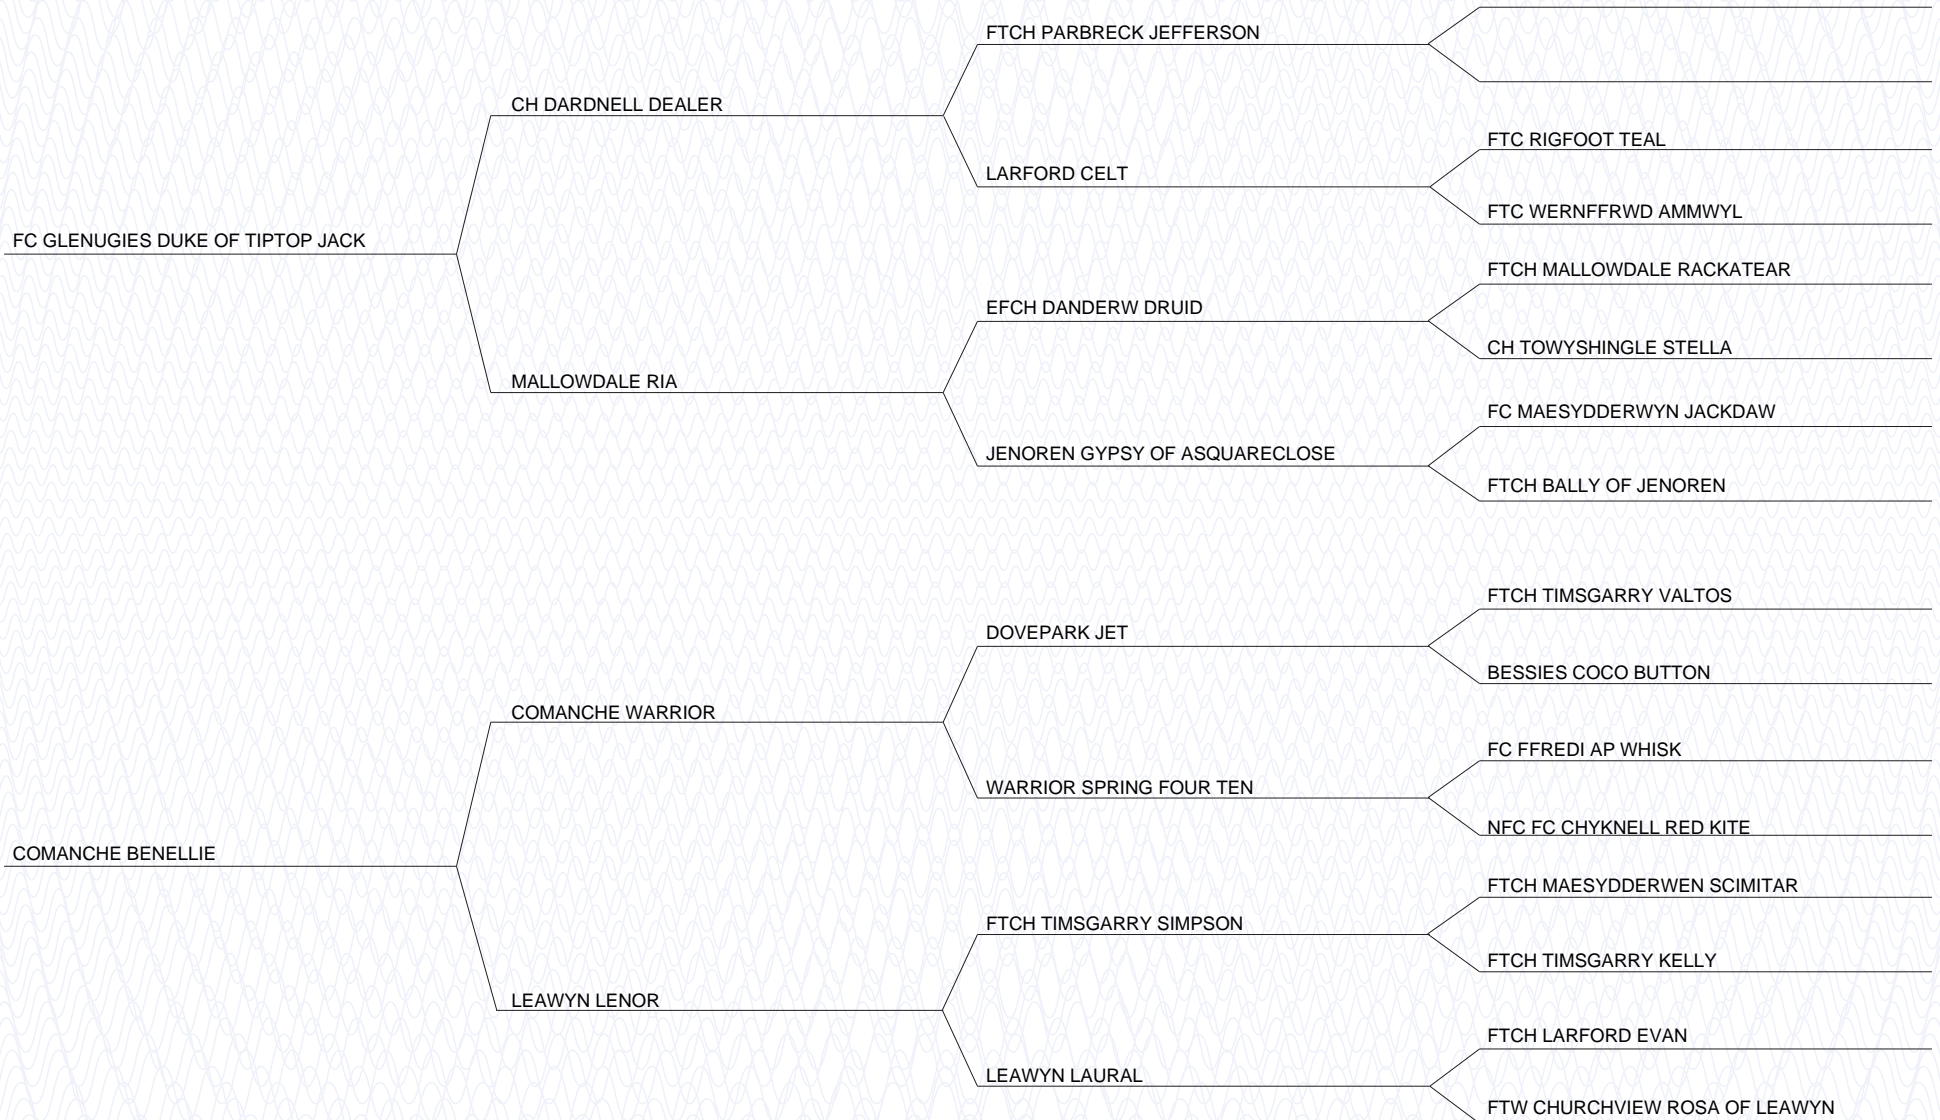 FTCH PARBRECK JEFFERSON
CH DARDNELL DEALER
FTC RIGFOOT TEAL
LARFORD CELT
FTC WERNFFRWD AMMWYL
FC GLENUGIES DUKE OF TIPTOP JACK
FTCH MALLOWDALE RACKATEAR
EFCH DANDERW DRUID
CH TOWYSHINGLE STELLA
MALLOWDALE RIA
FC MAESYDDERWYN JACKDAW
JENOREN GYPSY OF ASQUARECLOSE
FTCH BALLY OF JENOREN
FTCH TIMSGARRY VALTOS
DOVEPARK JET
BESSIES COCO BUTTON
COMANCHE WARRIOR
FC FFREDI AP WHISK
WARRIOR SPRING FOUR TEN
NFC FC CHYKNELL RED KITE
COMANCHE BENELLIE
FTCH MAESYDDERWEN SCIMITAR
FTCH TIMSGARRY SIMPSON
FTCH TIMSGARRY KELLY
LEAWYN LENOR
FTCH LARFORD EVAN
LEAWYN LAURAL
FTW CHURCHVIEW ROSA OF LEAWYN